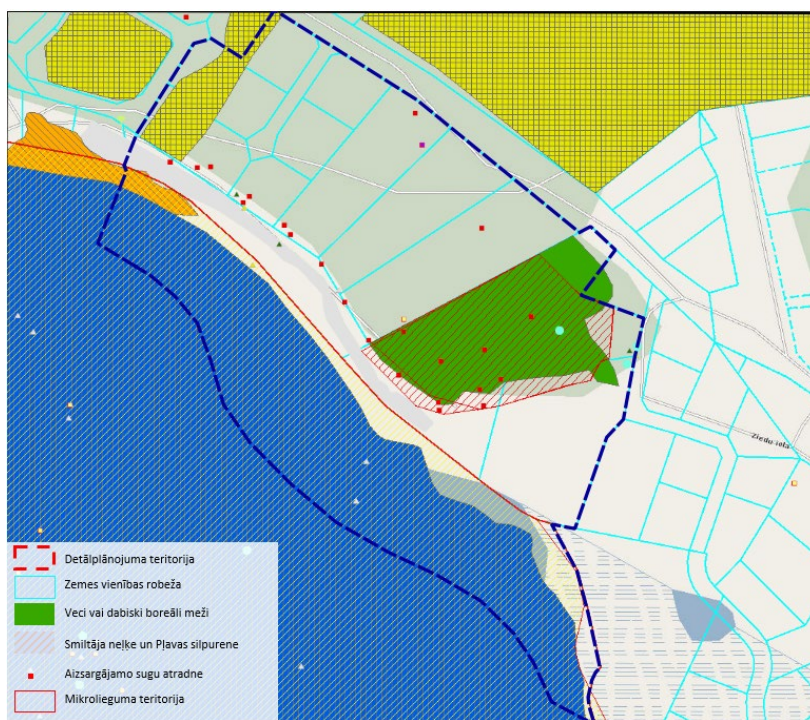 Ziedu iela
Detālplānojuma teritorija
Zemes vienības robeža
Veci vai dabiski boreāli meži
Smiltāja neļķe un Pļavas silpurene
Aizsargājamo sugu atradne
Mikrolieguma teritorija